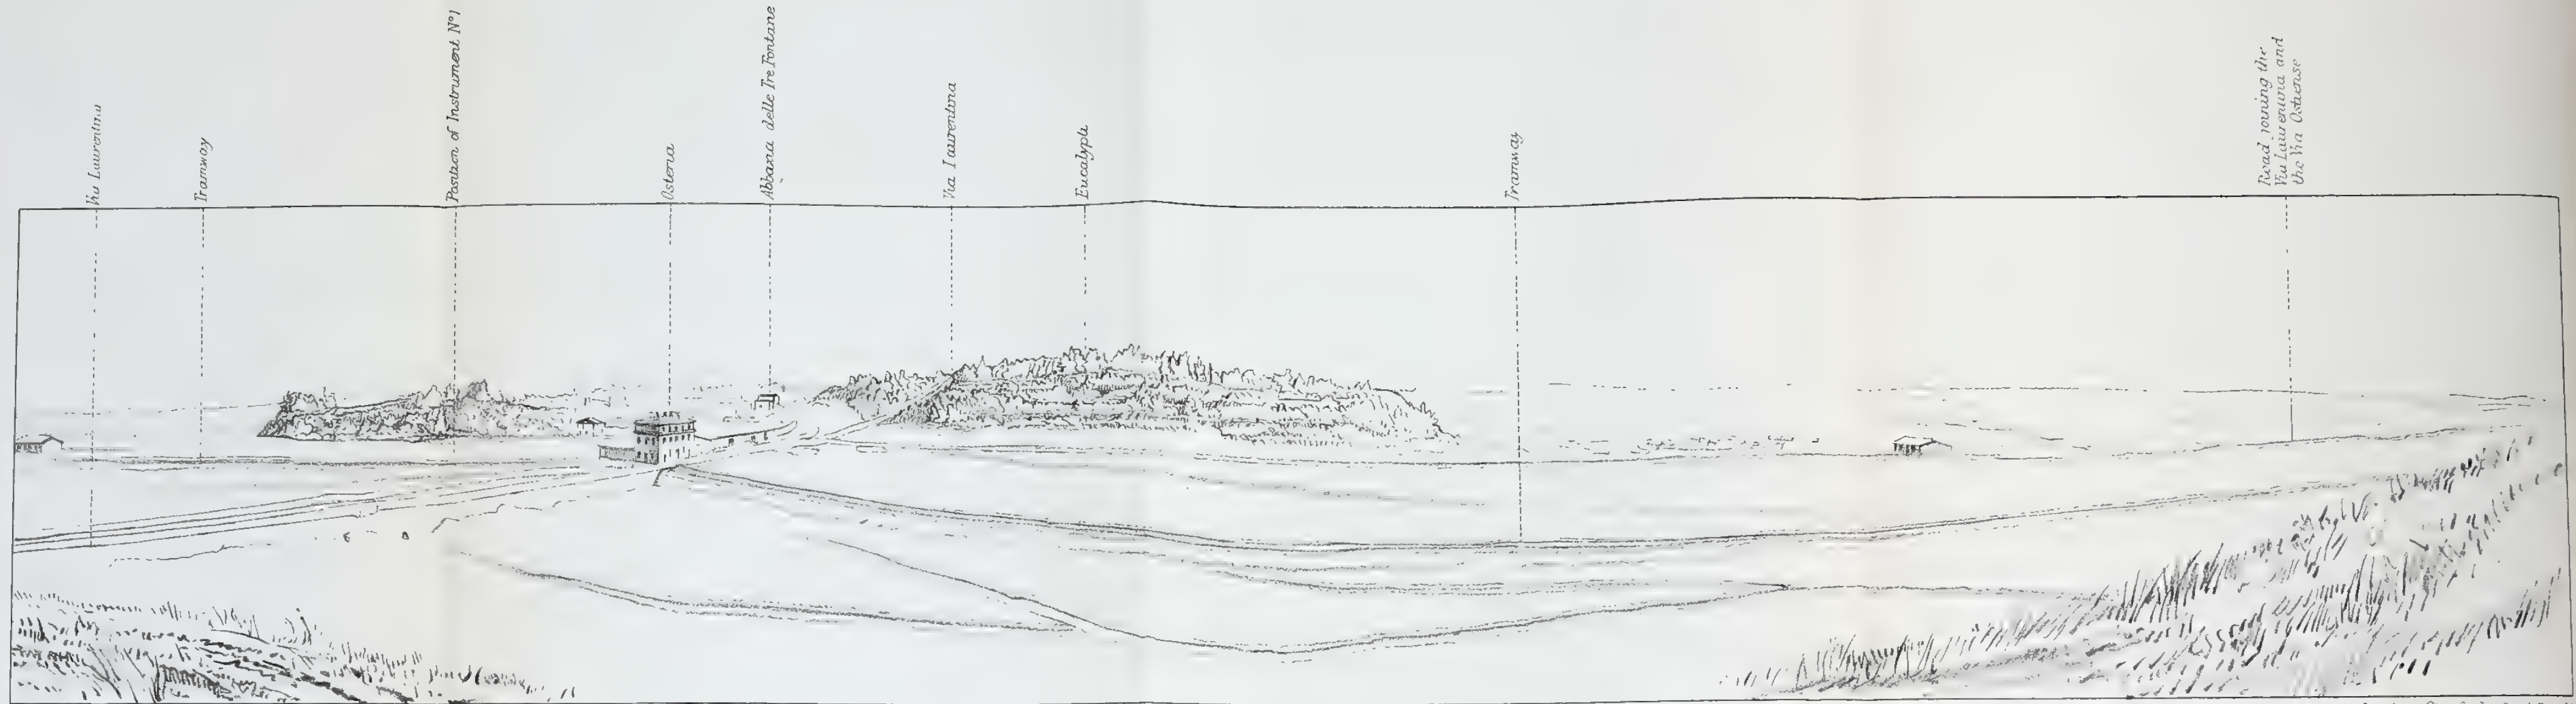 Via Laurentina
Tramway
Position of Instrument N°1
Osteria
Abbazia delle Tre Fontane
Via Laurentina
Eucalypti
Tramway
Road joining the
Via Laurentina and
the Via Ostiense